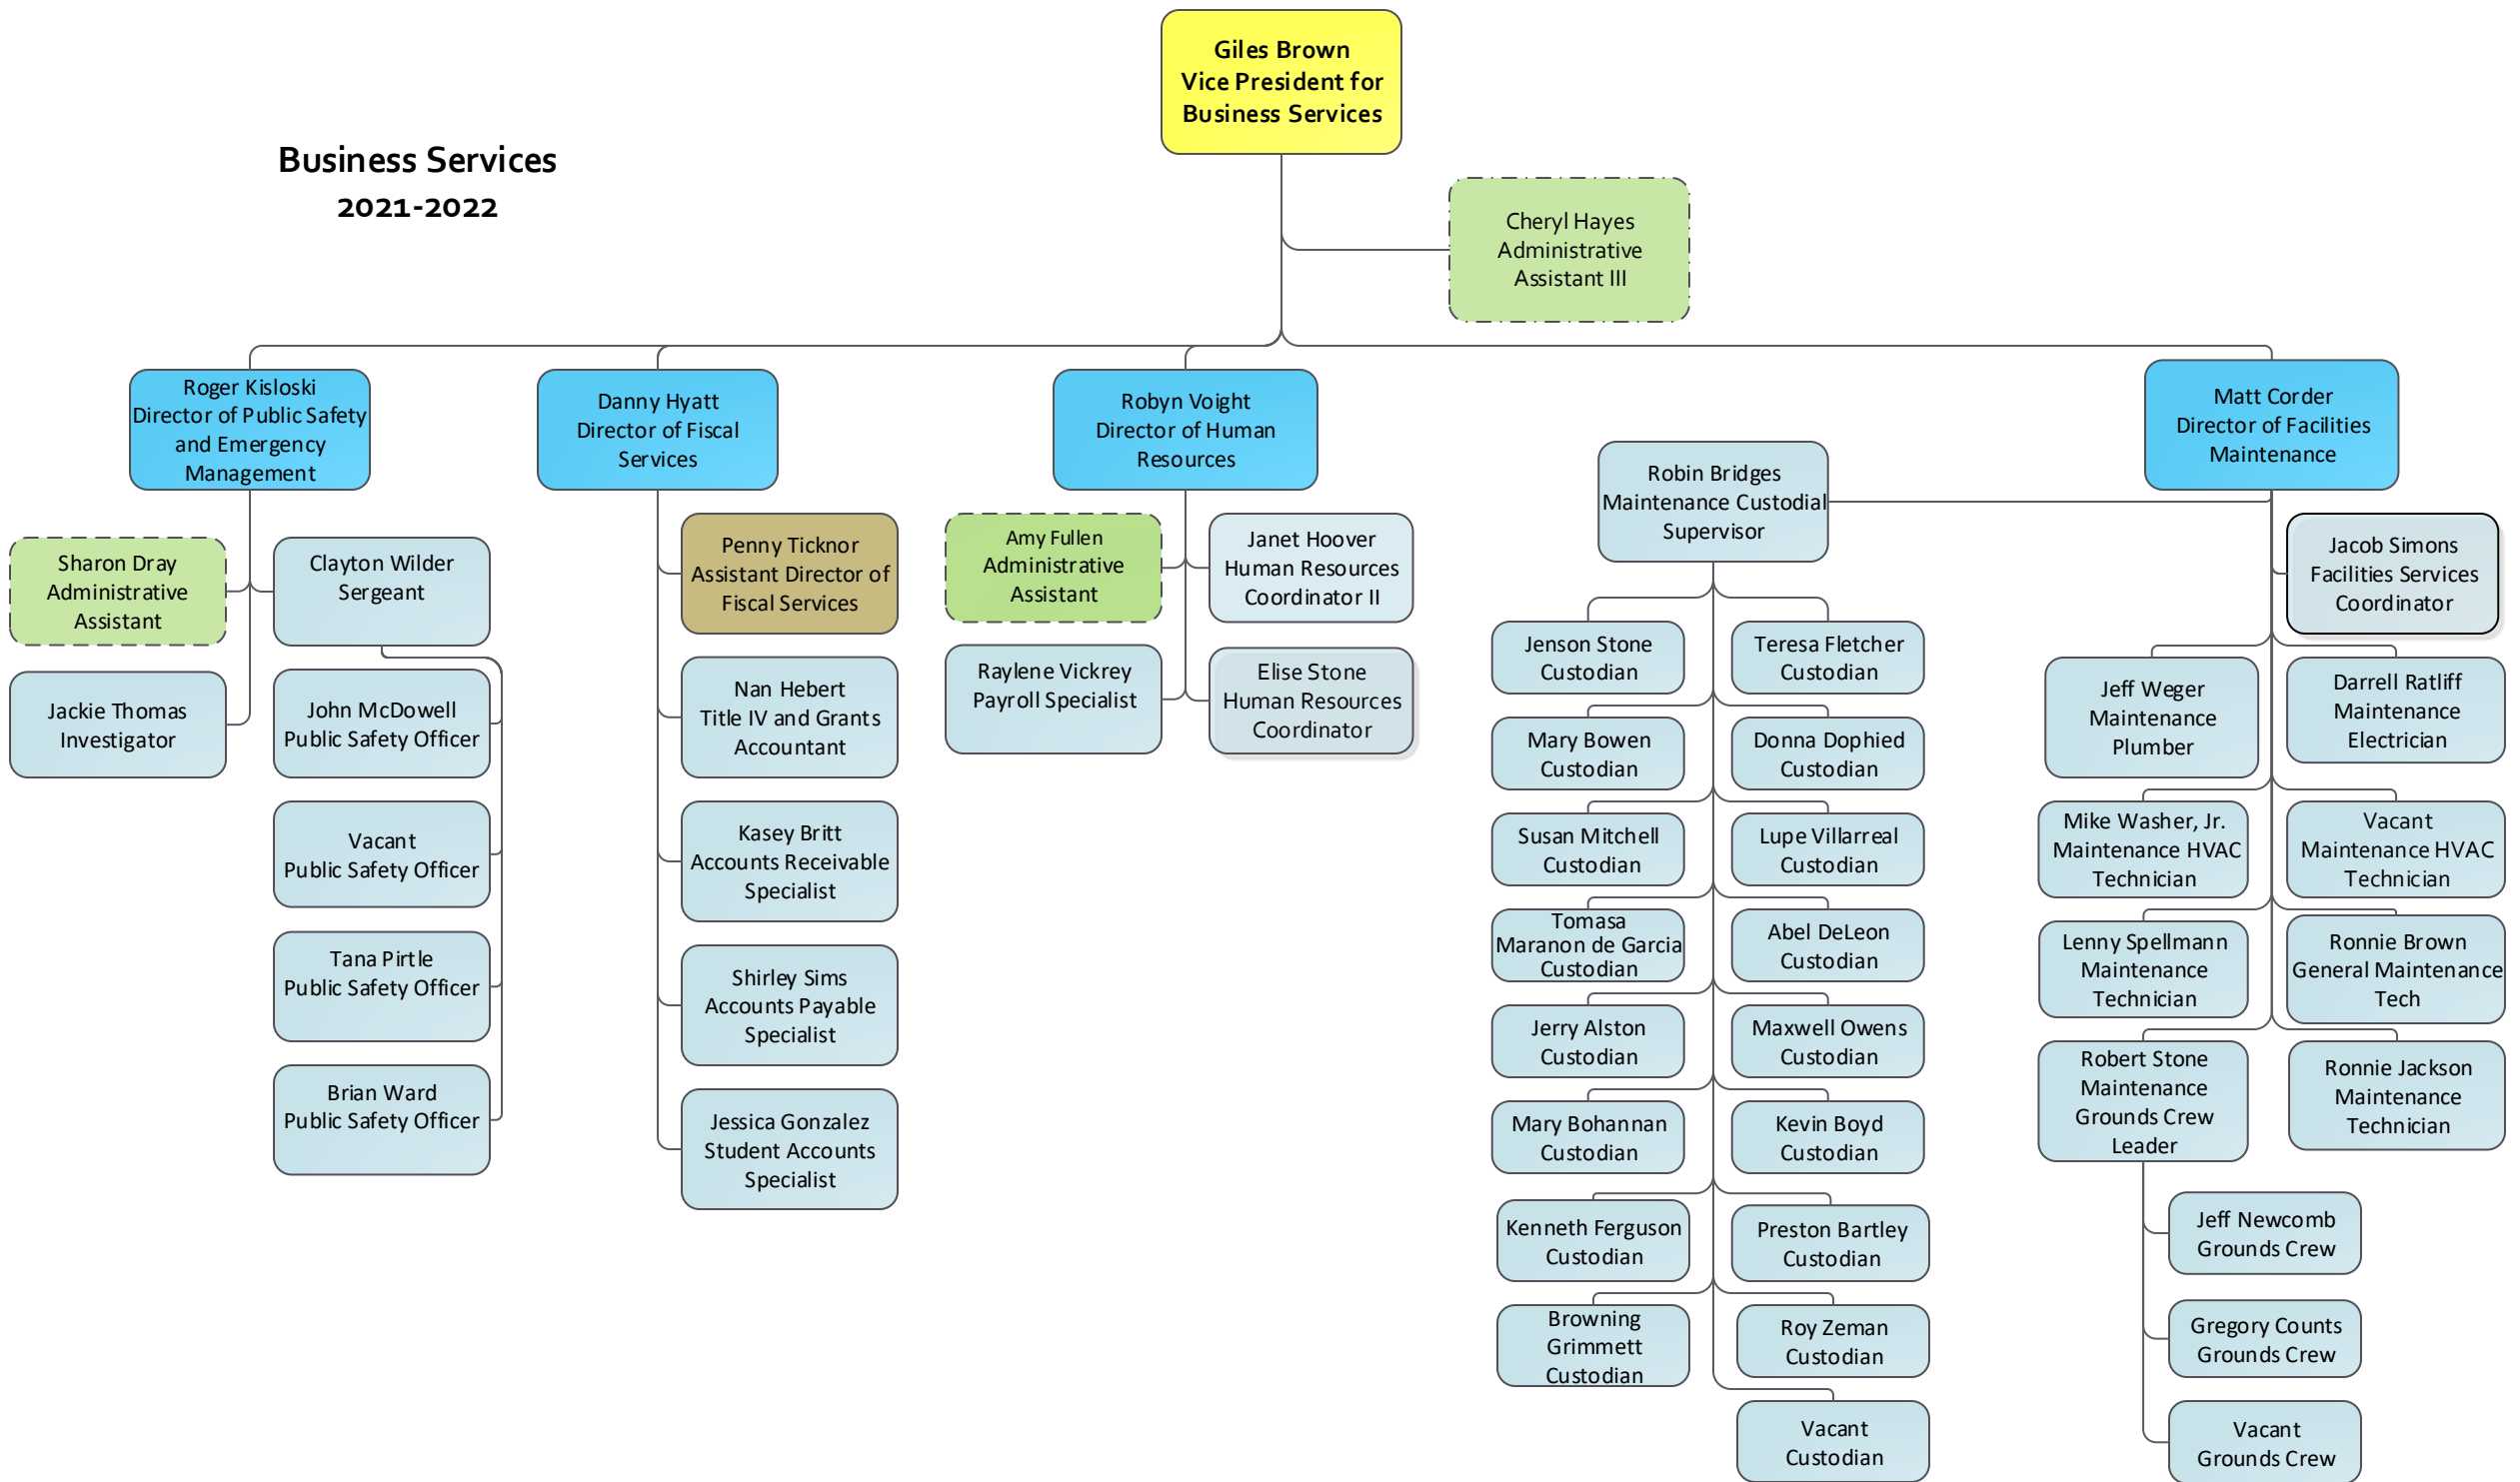 Giles Brown
Vice President for
Business Services
Business Services
2021-2022
Cheryl Hayes
Administrative
Assistant III
Roger Kisloski
Director of Public Safety
and Emergency
Management
Danny Hyatt
Director of Fiscal
Services
Robyn Voight
Director of Human
Resources
Matt Corder
Director of Facilities
Maintenance
Sharon Dray
Administrative
Assistant
Clayton Wilder
Sergeant
Jackie Thomas
Investigator
John McDowell
Public Safety Officer
Vacant
Public Safety Officer
Tana Pirtle
Public Safety Officer
Brian Ward
Public Safety Officer
Penny Ticknor
Assistant Director of
Fiscal Services
Nan Hebert
Title IV and Grants
Accountant
Kasey Britt
Accounts Receivable
Specialist
Shirley Sims
Accounts Payable
Specialist
Jessica Gonzalez
Student Accounts
Specialist
Amy Fullen
Administrative
Assistant
Janet Hoover
Human Resources
Coordinator II
Raylene Vickrey
Payroll Specialist
Elise Stone
Human Resources
Coordinator
Robin Bridges
Maintenance Custodial
Supervisor
Jenson Stone
Custodian
Teresa Fletcher
Custodian
Mary Bowen
Custodian
Donna Dophied
Custodian
Susan Mitchell
Custodian
Lupe Villarreal
Custodian
Tomasa
Maranon de Garcia
Custodian
Abel DeLeon
Custodian
Jerry Alston
Custodian
Maxwell Owens
Custodian
Mary Bohannan
Custodian
Kevin Boyd
Custodian
Kenneth Ferguson
Custodian
Preston Bartley
Custodian
Browning
Grimmett
Custodian
Roy Zeman
Custodian
Vacant
Custodian
Jacob Simons
Facilities Services
Coordinator
Jeff Weger
Maintenance
Plumber
Darrell Ratliff
Maintenance
Electrician
Mike Washer, Jr.
Maintenance HVAC
Technician
Vacant
Maintenance HVAC
Technician
Lenny Spellmann
Maintenance
Technician
Ronnie Brown
General Maintenance
Tech
Robert Stone
Maintenance
Grounds Crew
Leader
Ronnie Jackson
Maintenance
Technician
Jeff Newcomb
Grounds Crew
Gregory Counts
Grounds Crew
Vacant
Grounds Crew